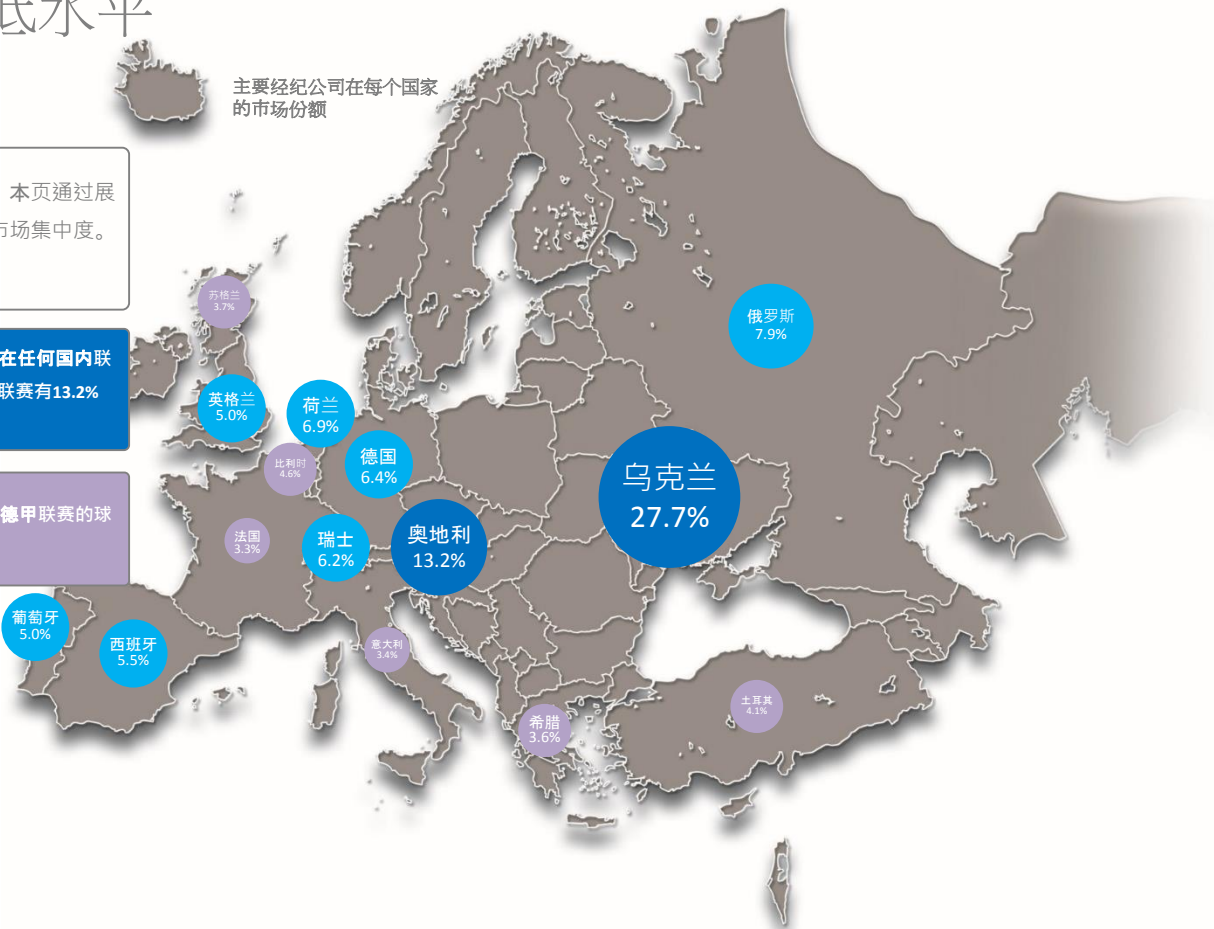 底水平
主要经纪公司在每个国家
的市场份额
本页通过展
市场集中度。
在任何国内联
联赛有13.2%
德甲联赛的球
苏格兰
3.7%
俄罗斯
7.9%
英格兰
5.0%
荷兰
6.9%
比利时
4.6%
德国
6.4%
乌克兰
27.7%
法国
3.3%
瑞士
6.2%
奥地利
13.2%
葡萄牙
5.0%
西班牙
5.5%
意大利
3.4%
希腊
3.6%
土耳其
4.1%